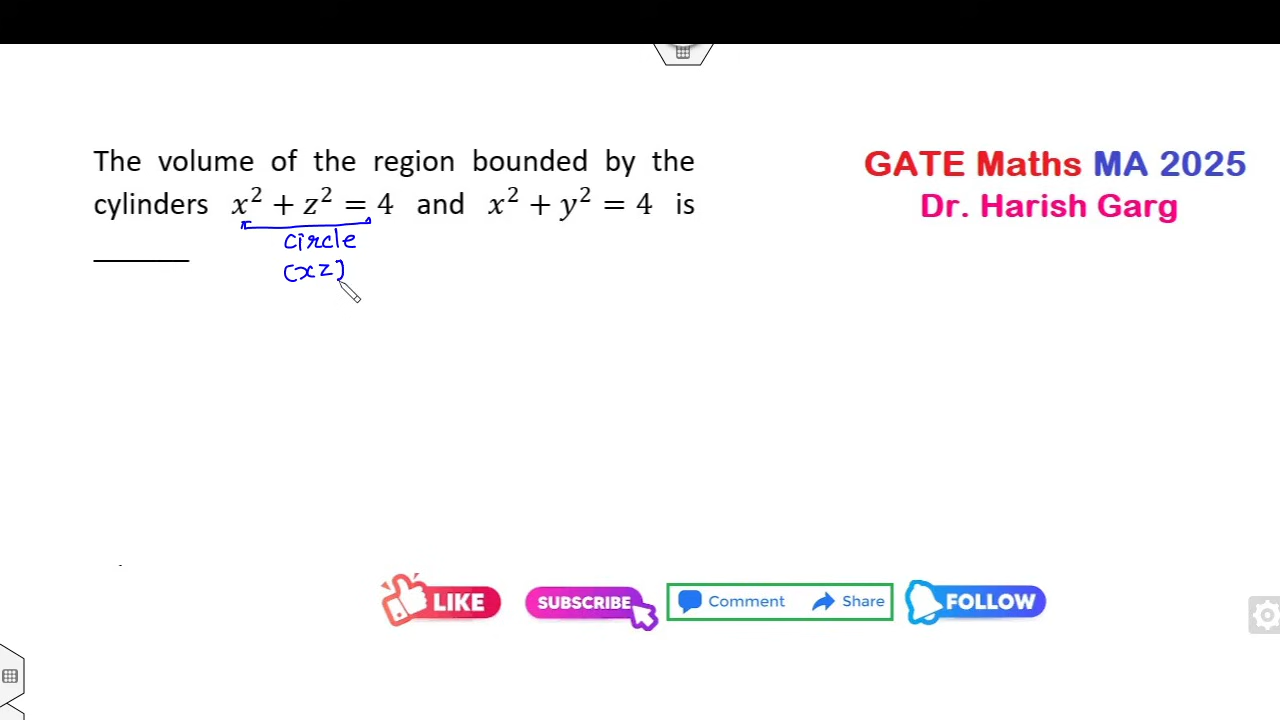 The volume of the region bounded by the
cylinders x² + z² = 4 and x² + y² = 4 is
______
circle
(xz)
GATE Maths MA 2025
Dr. Harish Garg
LIKE
SUBSCRIBE
Comment Share
FOLLOW